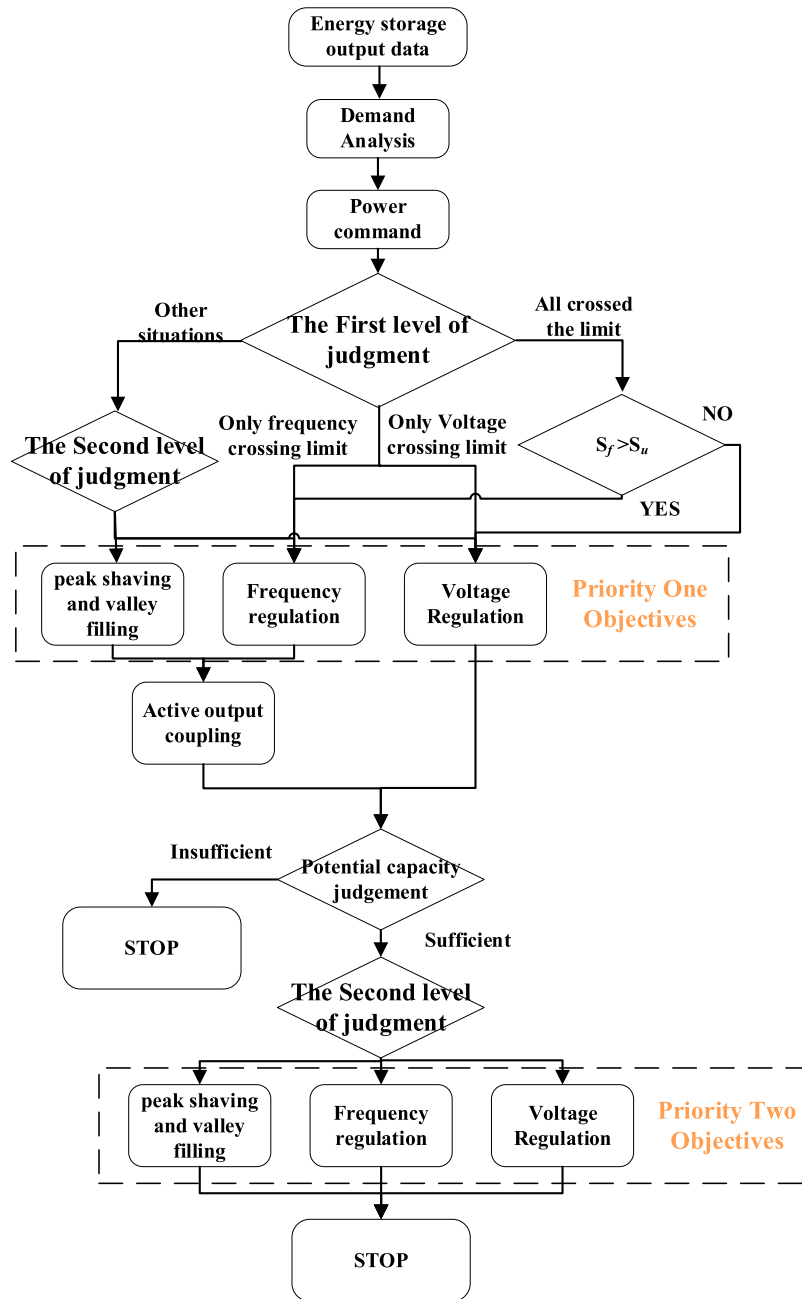 Energy storage
output data
Demand
Analysis
Power
command
Other
situations
The First level of
judgment
All crossed
the limit
Only frequency
crossing limit
Only Voltage
crossing limit
NO
The Second level
of judgment
S_f >S_u
YES
peak shaving
and valley
filling
Frequency
regulation
Voltage
Regulation
Priority One
Objectives
Active output
coupling
Insufficient
Potential capacity
judgement
STOP
Sufficient
The Second level
of judgment
peak shaving
and valley
filling
Frequency
regulation
Voltage
Regulation
Priority Two
Objectives
STOP